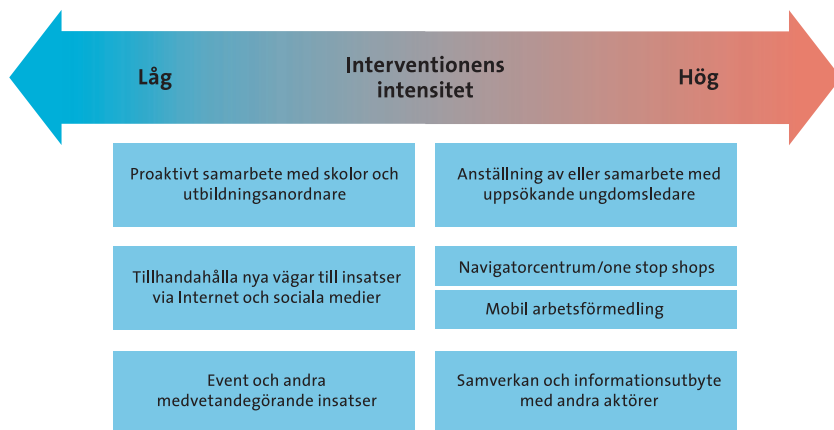 Låg
Interventionens
intensitet
Hög
Proaktivt samarbete med skolor och
utbildningsanordnare
Anställning av eller samarbete med
uppsökande ungdomsledare
Tillhandahålla nya vägar till insatser
via Internet och sociala medier
Navigatorcentrum/one stop shops
Mobil arbetsförmedling
Event och andra
medvetandegörande insatser
Samverkan och informationsutbyte
med andra aktörer